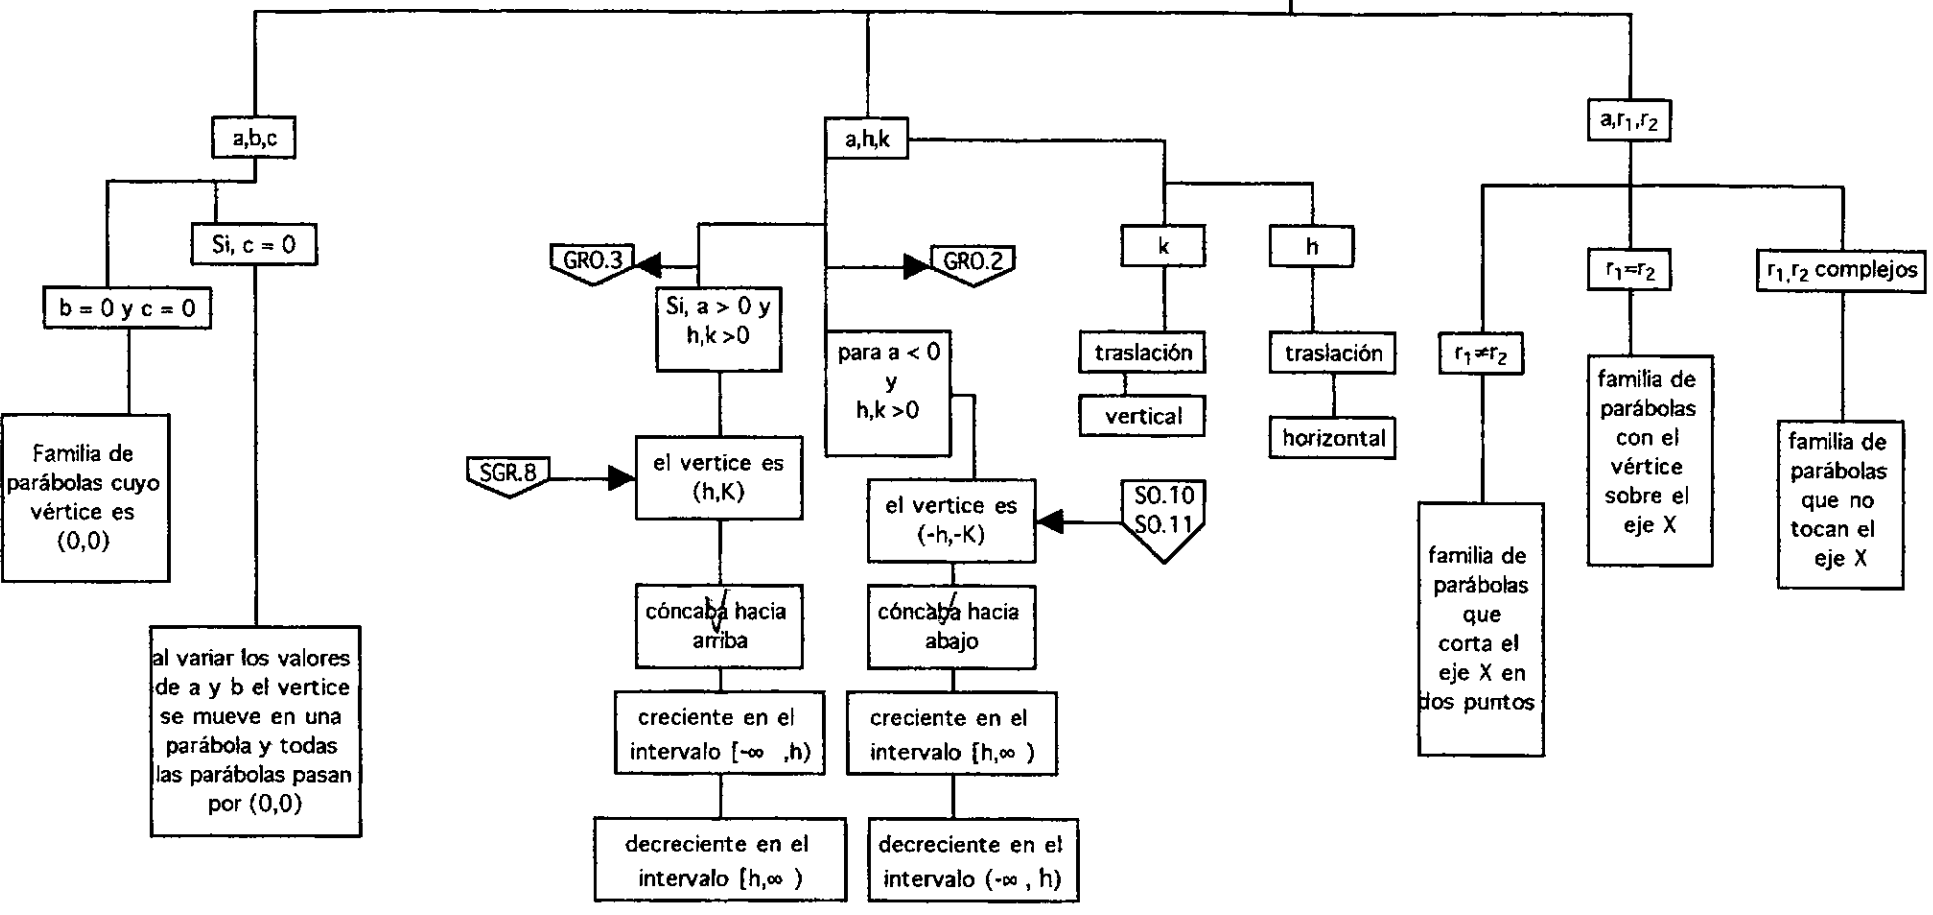 a,b,c
Si, c = 0
b = 0 y c = 0
Familia de
parábolas cuyo
vértice es
(0,0)
al variar los valores
de a y b el vertice
se mueve en una
parábola y todas
las parábolas pasan
por (0,0)
a,h,k
GRO.3
GRO.2
Si, a > 0 y
h,k >0
para a < 0
y
h,k >0
SGR.8
el vertice es
(h,K)
el vertice es
(-h,-K)
SO.10
SO.11
cóncaba hacia
arriba
cóncaba hacia
abajo
creciente en el
intervalo [-∞ ,h)
creciente en el
intervalo [h,∞ )
decreciente en el
intervalo [h,∞ )
decreciente en el
intervalo (-∞ , h)
k
traslación
vertical
h
traslación
horizontal
a,r₁,r₂
r₁≠r₂
familia de
parábolas
que
corta el
eje X en
dos puntos
r₁=r₂
familia de
parábolas
con el
vértice
sobre el
eje X
r₁,r₂ complejos
familia de
parábolas
que no
tocan el
eje X